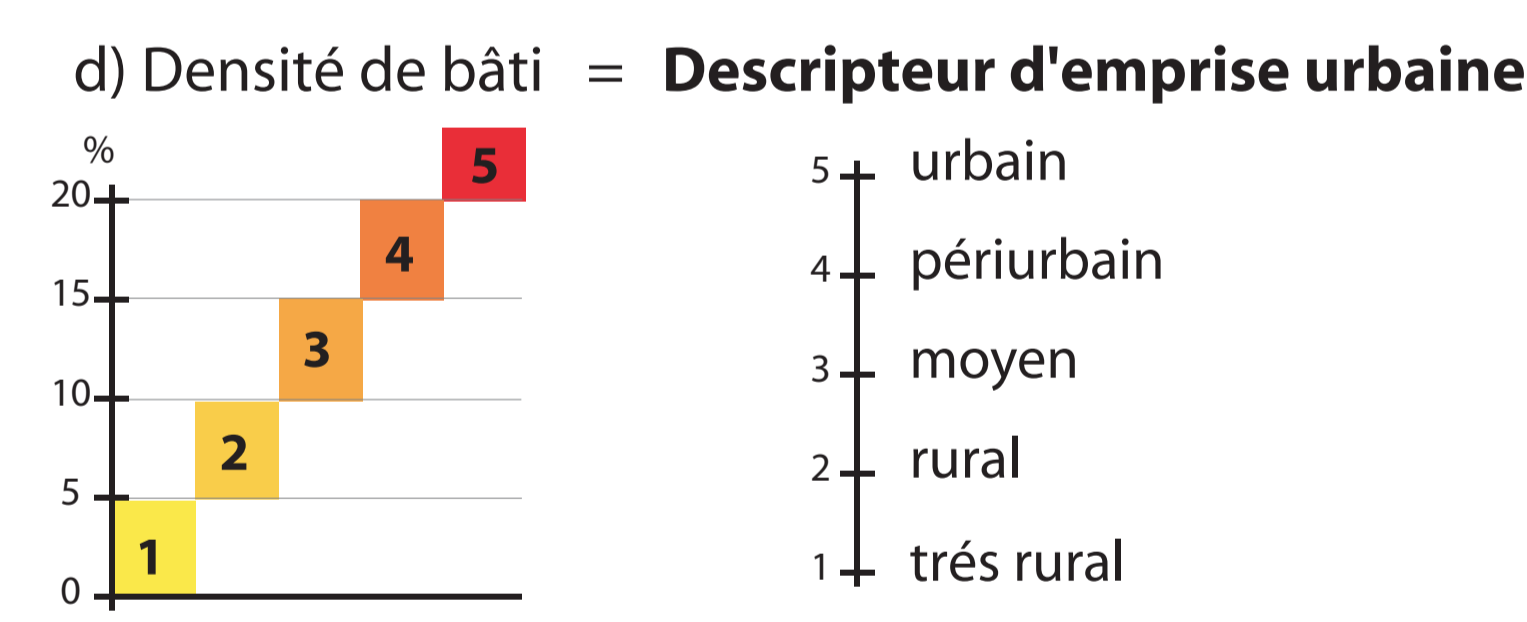 d) Densité de bâti = Descripteur d'emprise urbaine
%
20
15
10
5
0
5
4
3
2
1
5 urbain
4 périurbain
3 moyen
2 rural
1 trés rural